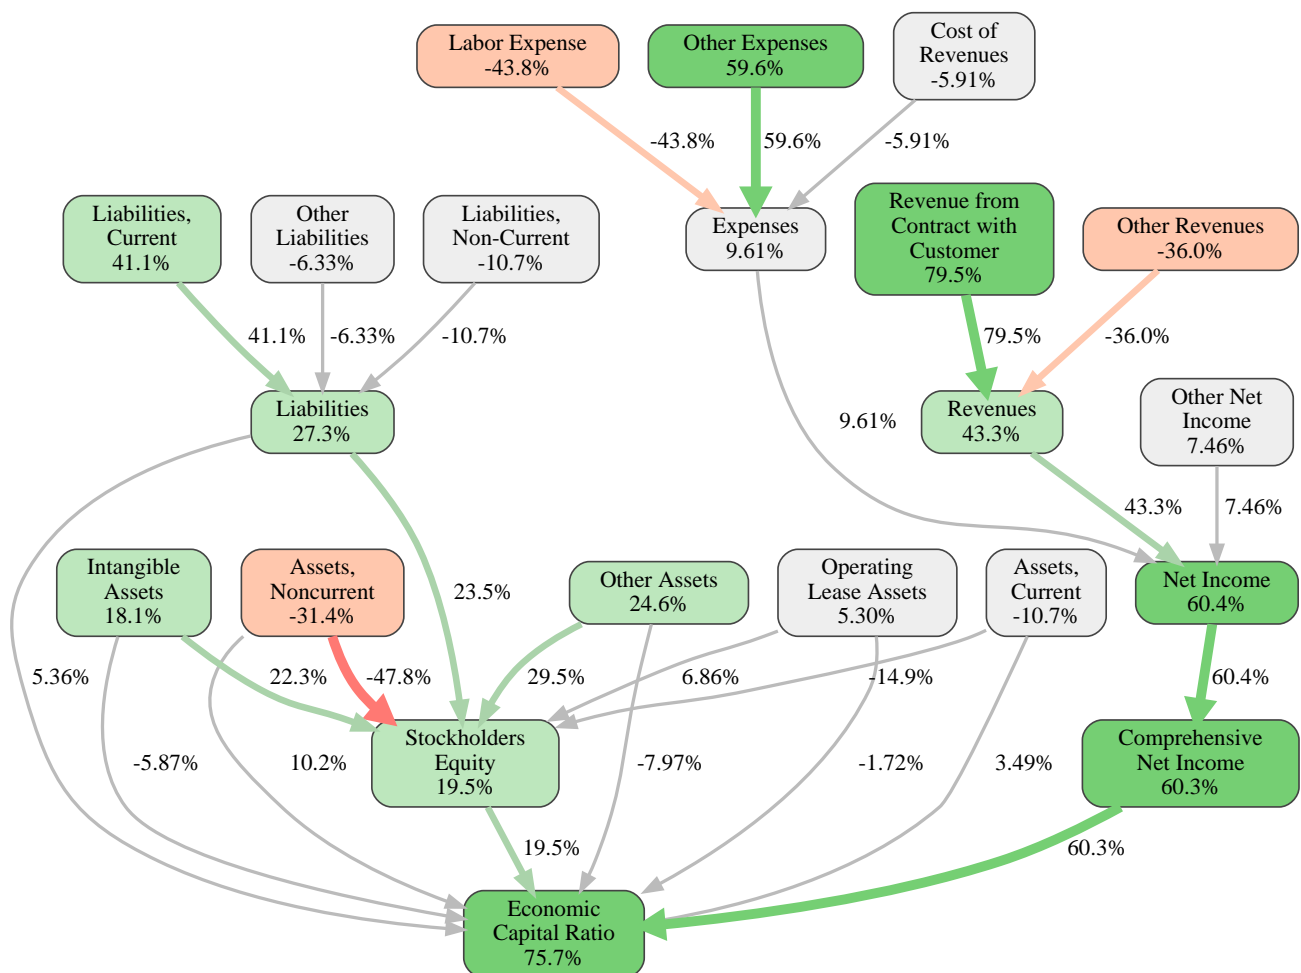 Labor Expense
-43.8%
Other Expenses
59.6%
Cost of
Revenues
-5.91%
-43.8%
59.6%
-5.91%
Liabilities,
Current
41.1%
Other
Liabilities
-6.33%
Liabilities,
Non-Current
-10.7%
Expenses
9.61%
Revenue from
Contract with
Customer
79.5%
Other Revenues
-36.0%
41.1%
-6.33%
-10.7%
79.5%
-36.0%
Liabilities
27.3%
9.61%
Revenues
43.3%
Other Net
Income
7.46%
43.3%
7.46%
Intangible
Assets
18.1%
Assets,
Noncurrent
-31.4%
23.5%
Other Assets
24.6%
Operating
Lease Assets
5.30%
Assets,
Current
-10.7%
Net Income
60.4%
5.36%
22.3%
-47.8%
29.5%
6.86%
-14.9%
60.4%
-5.87%
10.2%
Stockholders
Equity
19.5%
-7.97%
-1.72%
3.49%
Comprehensive
Net Income
60.3%
19.5%
60.3%
Economic
Capital Ratio
75.7%